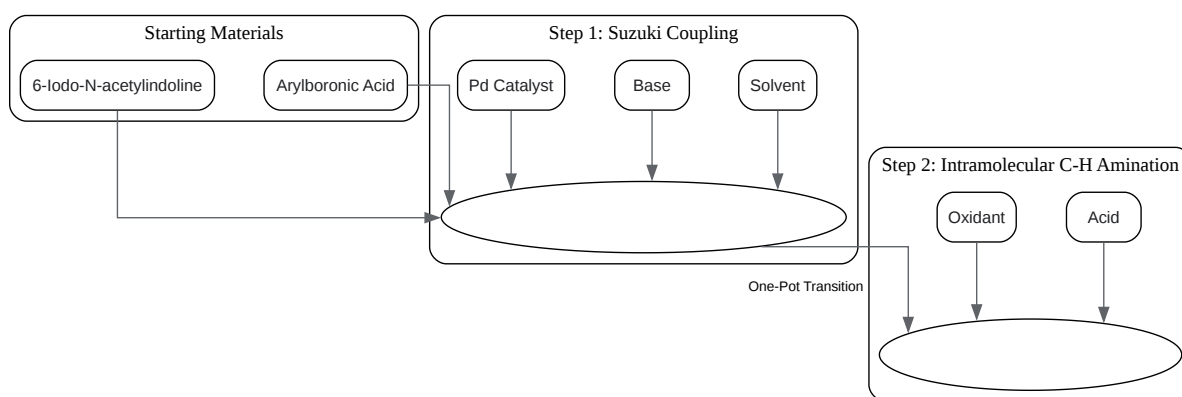 Starting Materials
6-Iodo-N-acetylindoline
Arylboronic Acid
Step 1: Suzuki Coupling
Pd Catalyst
Base
Solvent
One-Pot Transition
Step 2: Intramolecular C-H Amination
Oxidant
Acid